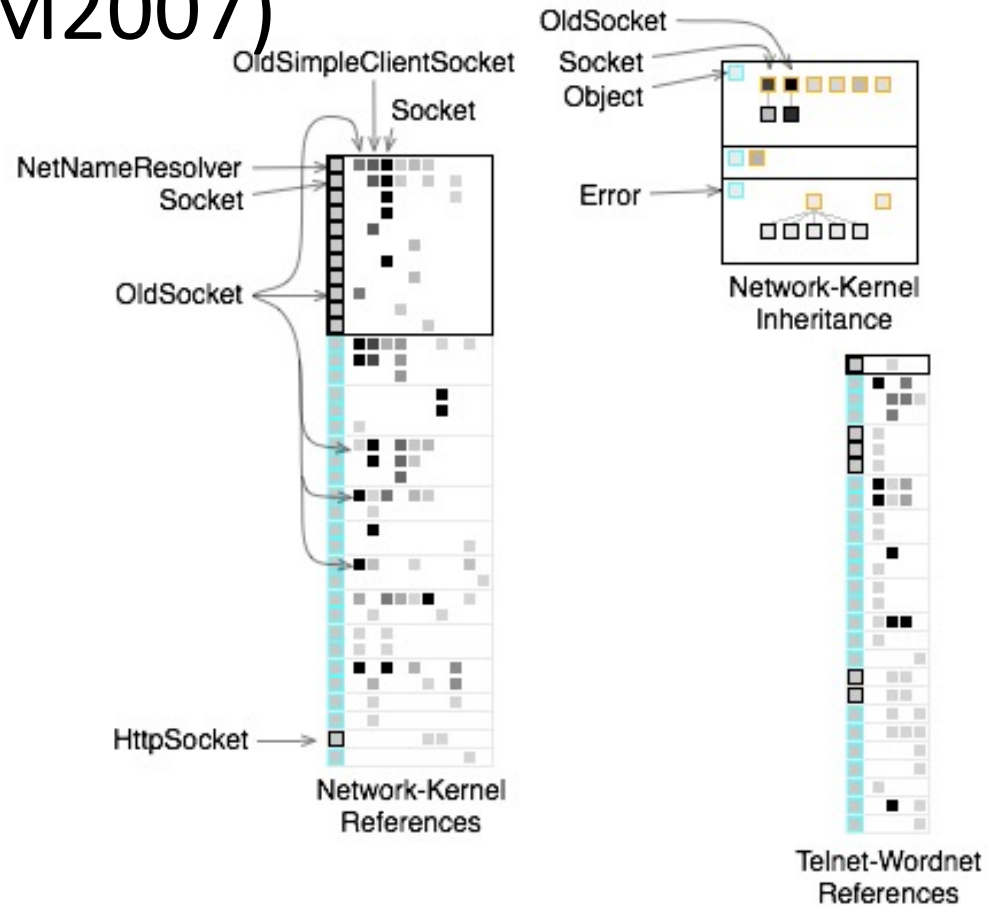 M2007)
OldSimpleClientSocket
Socket
NetNameResolver
Socket
OldSocket
HttpSocket
Network-Kernel
References
OldSocket
Socket
Object
Error
Network-Kernel
Inheritance
Telnet-Wordnet
References